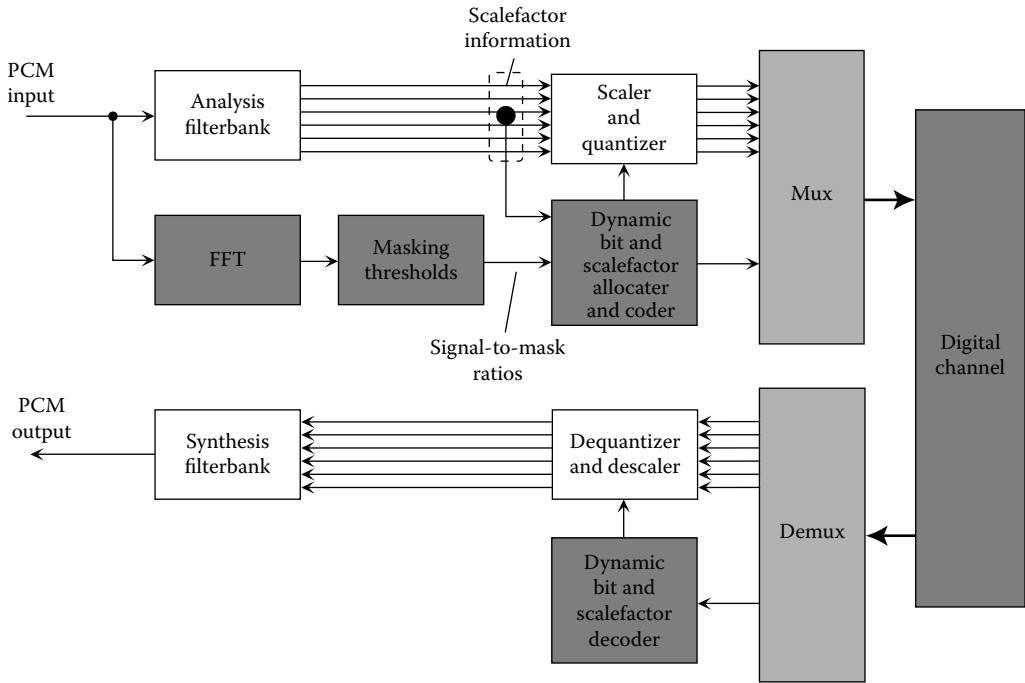 Scalefactor
information
PCM
input
Analysis
filterbank
Scaler
and
quantizer
Mux
FFT
Masking
thresholds
Dynamic
bit and
scalefactor
allocater
and coder
Signal-to-mask
ratios
Digital
channel
PCM
output
Synthesis
filterbank
Dequantizer
and descaler
Demux
Dynamic
bit and
scalefactor
decoder